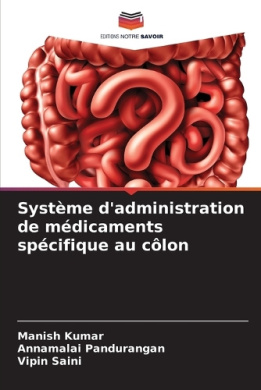 EDITIONS NOTRE SAVOIR
Système d'administration
de médicaments
spécifique au côlon
Manish Kumar
Annamalai Pandurangan
Vipin Saini